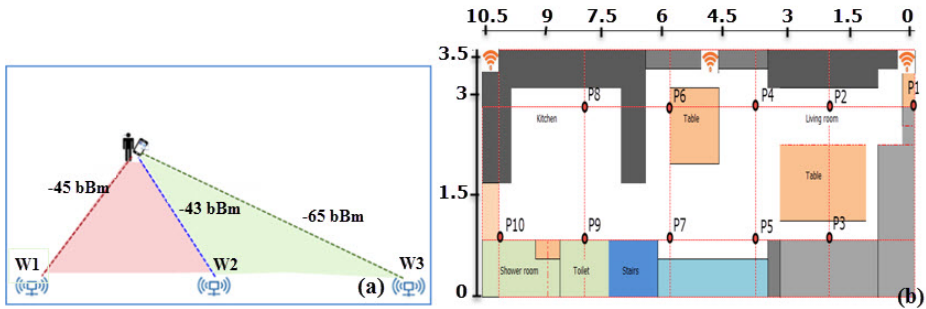 -45 bBm
-43 bBm
-65 bBm
W1
W2
W3
(a)
10.5 9 7.5 6 4.5 3 1.5 0
3.5
3
1.5
0
P8
P6
P4
P2
P1
Kitchen
Table
Living room
Table
P10
P9
P7
P5
P3
Shower room
Toilet
Stairs
(b)